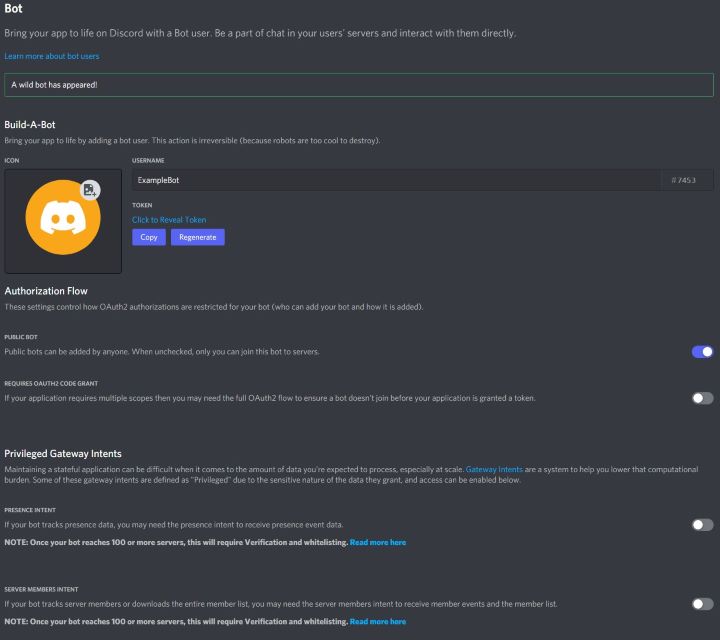 Bot
Bring your app to life on Discord with a Bot user. Be a part of chat in your users' servers and interact with them directly.
Learn more about bot users
A wild bot has appeared!
Build-A-Bot
Bring your app to life by adding a bot user. This action is irreversible (because robots are too cool to destroy).
ICON
USERNAME
ExampleBot
#7453
TOKEN
Click to Reveal Token
Copy
Regenerate
Authorization Flow
These settings control how OAuth2 authorizations are restricted for your bot (who can add your bot and how it is added).
PUBLIC BOT
Public bots can be added by anyone. When unchecked, only you can join this bot to servers.
REQUIRES OAUTH2 CODE GRANT
If your application requires multiple scopes then you may need the full OAuth2 flow to ensure a bot doesn't join before your application is granted a token.
Privileged Gateway Intents
Maintaining a stateful application can be difficult when it comes to the amount of data you're expected to process, especially at scale. Gateway Intents are a system to help you lower that computational
burden. Some of these gateway intents are defined as "Privileged" due to the sensitive nature of the data they grant, and access can be enabled below.
PRESENCE INTENT
If your bot tracks presence data, you may need the presence intent to receive presence event data.
NOTE: Once your bot reaches 100 or more servers, this will require Verification and whitelisting. Read more here
SERVER MEMBERS INTENT
If your bot tracks server members or downloads the entire member list, you may need the server members intent to receive member events and the member list.
NOTE: Once your bot reaches 100 or more servers, this will require Verification and whitelisting. Read more here